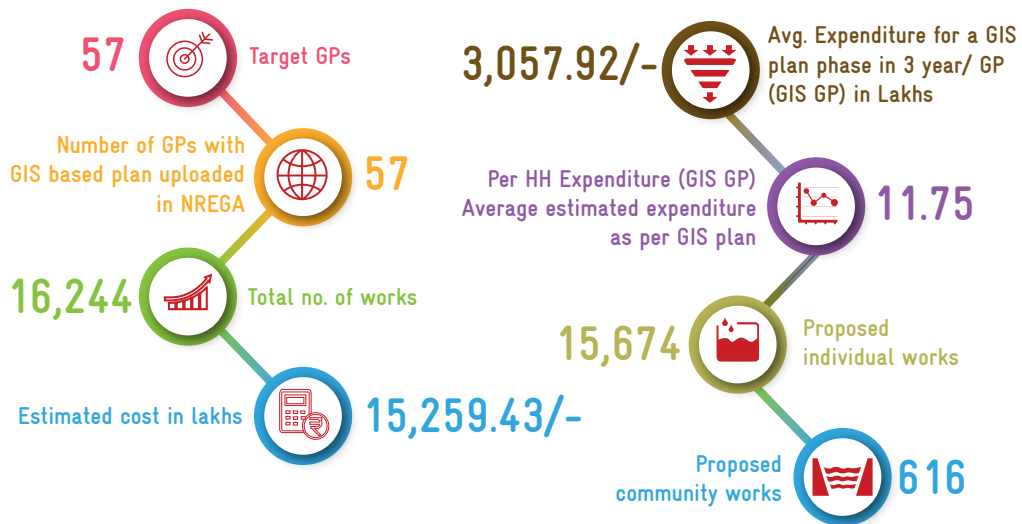 57
Target GPs
Number of GPs with
GIS based plan uploaded
in NREGA
57
16,244
Total no. of works
Estimated cost in lakhs
15,259.43/-
3,057.92/-
Avg. Expenditure for a GIS
plan phase in 3 year/ GP
(GIS GP) in Lakhs
Per HH Expenditure (GIS GP)
Average estimated expenditure
as per GIS plan
11.75
15,674
Proposed
individual works
Proposed
community works
616